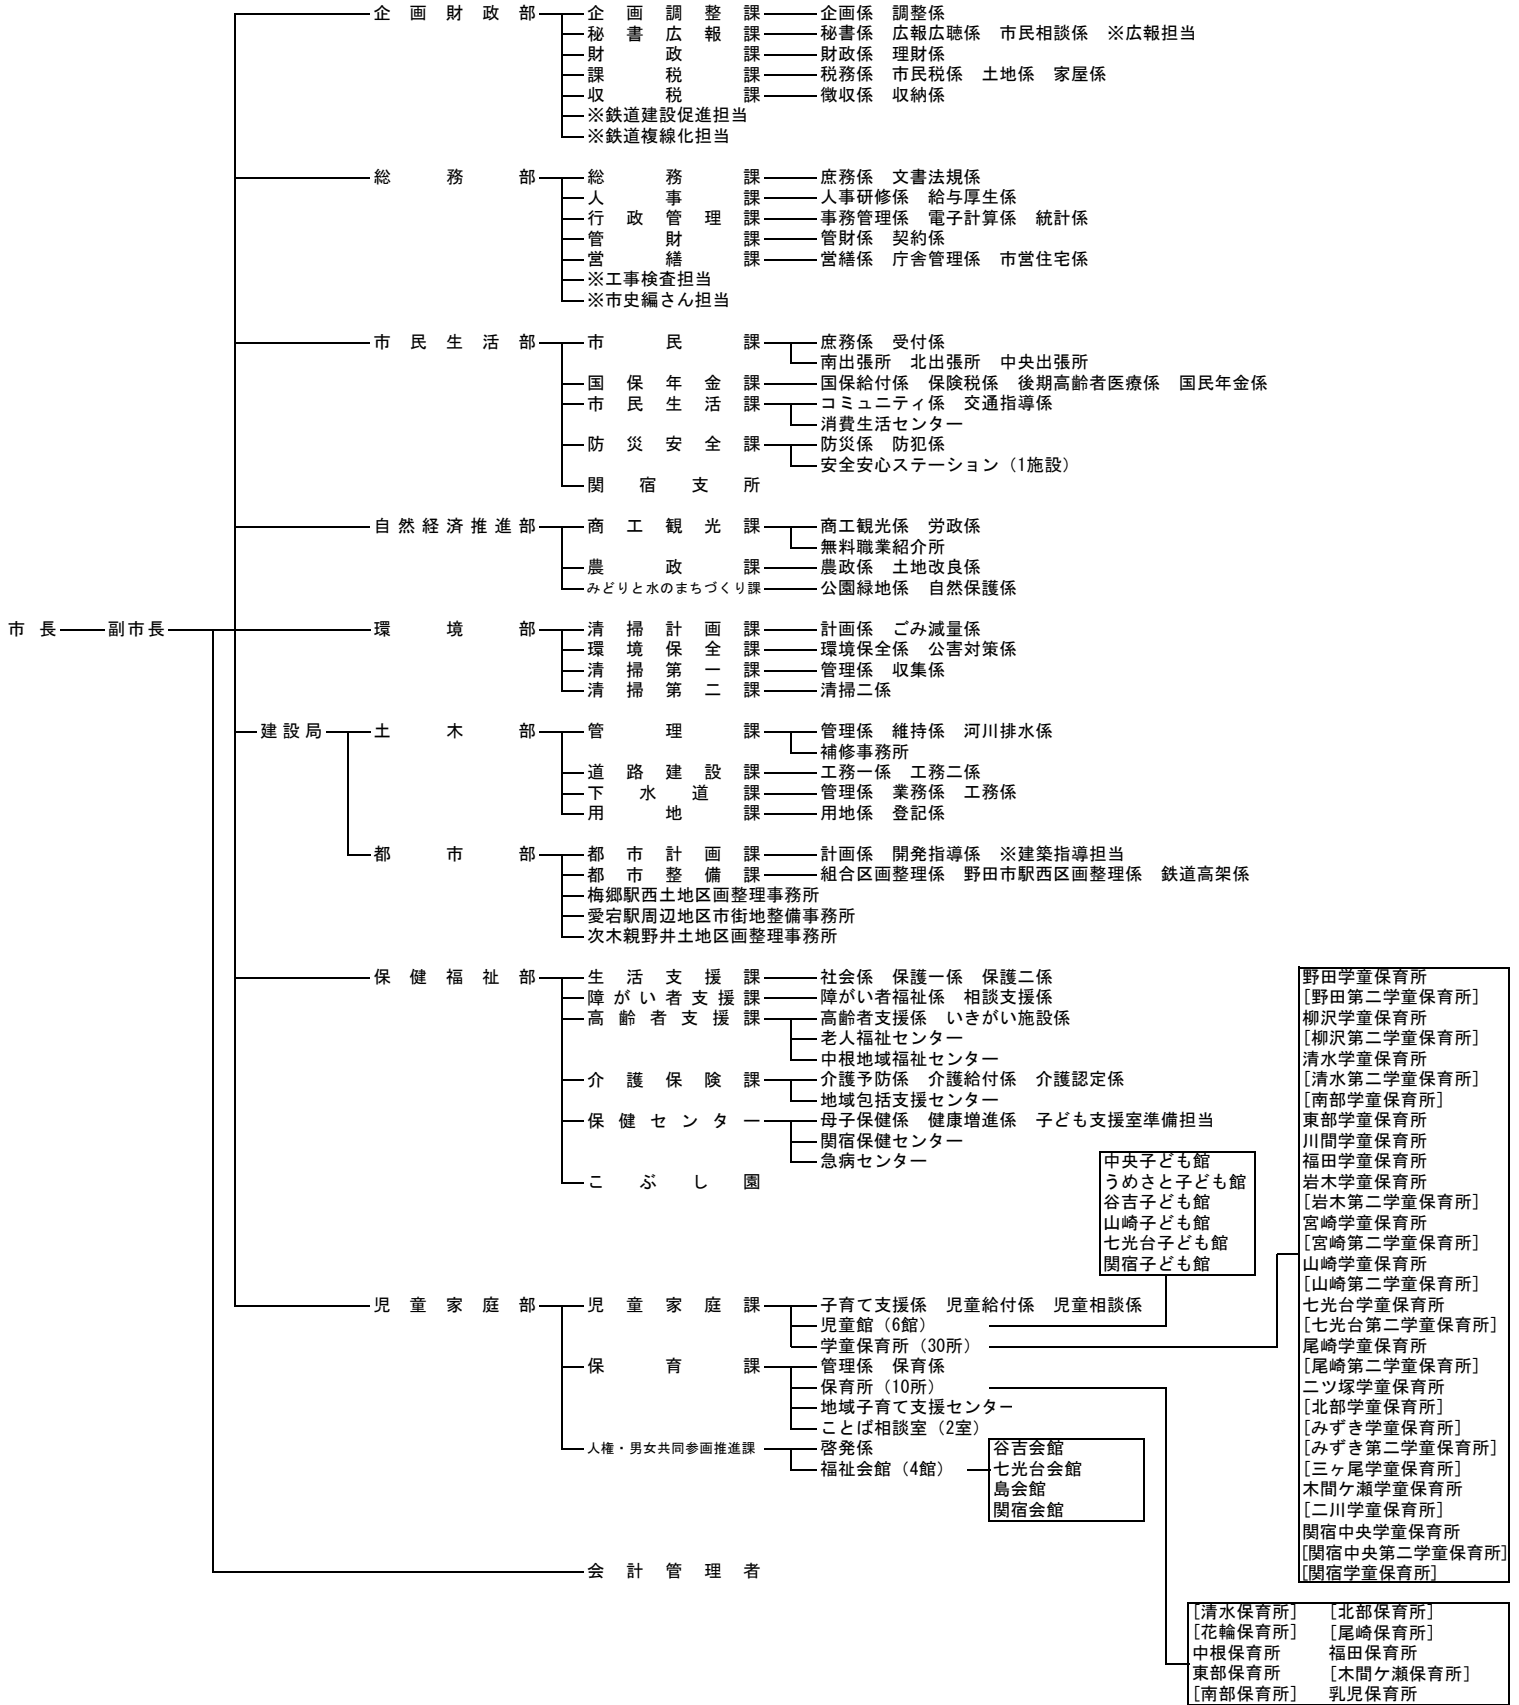 企画財政部 企画調整課 企画係 調整係
秘書広報課 秘書係 広報広聴係 市民相談係 ※広報担当
財政課 財政係 理財係
課税課 税務係 市民税係 土地係 家屋係
収税課 徴収係 収納係
※鉄道建設促進担当
※鉄道複線化担当
総務部 総務課 庶務係 文書法規係
人事課 人事研修係 給与厚生係
行政管理課 事務管理係 電子計算係 統計係
管財課 管財係 契約係
営繕課 営繕係 庁舎管理係 市営住宅係
※工事検査担当
※市史編さん担当
市民生活部 市民課 庶務係 受付係
南出張所 北出張所 中央出張所
国保年金課 国保給付係 保険税係 後期高齢者医療係 国民年金係
市民生活課 コミュニティ係 交通指導係
消費生活センター
防災安全課 防災係 防犯係
安全安心ステーション（1施設）
関宿支所
自然経済推進部 商工観光課 商工観光係 労政係
無料職業紹介所
農政課 農政係 土地改良係
みどりと水のまちづくり課 公園緑地係 自然保護係
市長 副市長 環境部 清掃計画課 計画係 ごみ減量係
環境保全課 環境保全係 公害対策係
清掃第一課 管理係 収集係
清掃第二課 清掃二係
建設局 土木部 管理課 管理係 維持係 河川排水係
補修事務所
道路建設課 工務一係 工務二係
下水道課 管理係 業務係 工務係
用地課 用地係 登記係
都市部 都市計画課 計画係 開発指導係 ※建築指導担当
都市整備課 組合区画整理係 野田市駅西区画整理係 鉄道高架係
梅郷駅西土地区画整理事務所
愛宕駅周辺地区市街地整備事務所
次木親野井土地区画整理事務所
保健福祉部 生活支援課 社会係 保護一係 保護二係
障がい者支援課 障がい者福祉係 相談支援係
高齢者支援課 高齢者支援係 いきがい施設係
老人福祉センター
中根地域福祉センター
介護保険課 介護予防係 介護給付係 介護認定係
地域包括支援センター
保健センター 母子保健係 健康増進係 子ども支援室準備担当
関宿保健センター
急病センター
こぶし園
中央子ども館
うめさと子ども館
谷吉子ども館
山崎子ども館
七光台子ども館
関宿子ども館
児童家庭部 児童家庭課 子育て支援係 児童給付係 児童相談係
児童館（6館）
学童保育所（30所）
保育課 管理係 保育係
保育所（10所）
地域子育て支援センター
ことば相談室（2室）
人権・男女共同参画推進課 啓発係
福祉会館（4館）
谷吉会館
七光台会館
島会館
関宿会館
会計管理者
野田学童保育所
[野田第二学童保育所]
柳沢学童保育所
[柳沢第二学童保育所]
清水学童保育所
[清水第二学童保育所]
[南部学童保育所]
東部学童保育所
川間学童保育所
福田学童保育所
岩木学童保育所
[岩木第二学童保育所]
宮崎学童保育所
[宮崎第二学童保育所]
山崎学童保育所
[山崎第二学童保育所]
七光台学童保育所
[七光台第二学童保育所]
尾崎学童保育所
[尾崎第二学童保育所]
二ツ塚学童保育所
[北部学童保育所]
[みずき学童保育所]
[みずき第二学童保育所]
[三ヶ尾学童保育所]
木間ケ瀬学童保育所
[二川学童保育所]
関宿中央学童保育所
[関宿中央第二学童保育所]
[関宿学童保育所]
[清水保育所] [北部保育所]
[花輪保育所] [尾崎保育所]
中根保育所 福田保育所
東部保育所 [木間ケ瀬保育所]
[南部保育所] 乳児保育所